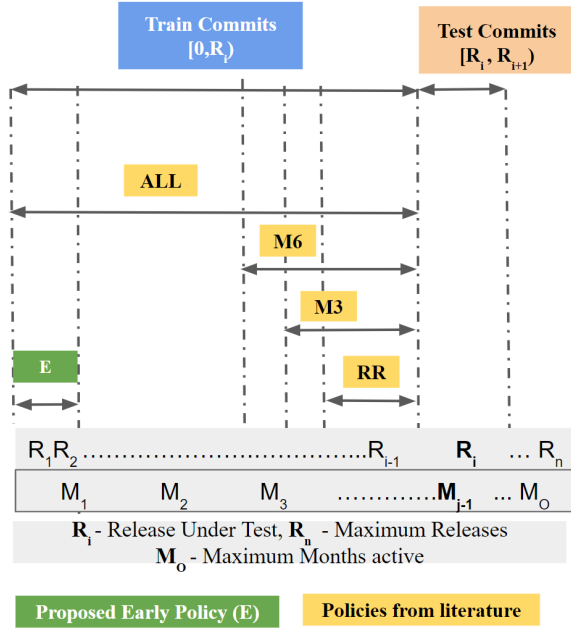 Train Commits
[0,Rᵢ)
Test Commits
[Rᵢ , Rᵢ₊₁)
ALL
M6
M3
E
RR
R₁R₂ ……………………………...Rᵢ₋₁ Rᵢ ... Rₙ
M₁ M₂ M₃ …………..Mⱼ₋₁ ... M_O
Rᵢ - Release Under Test, Rₙ - Maximum Releases
M_O - Maximum Months active
Proposed Early Policy (E)
Policies from literature